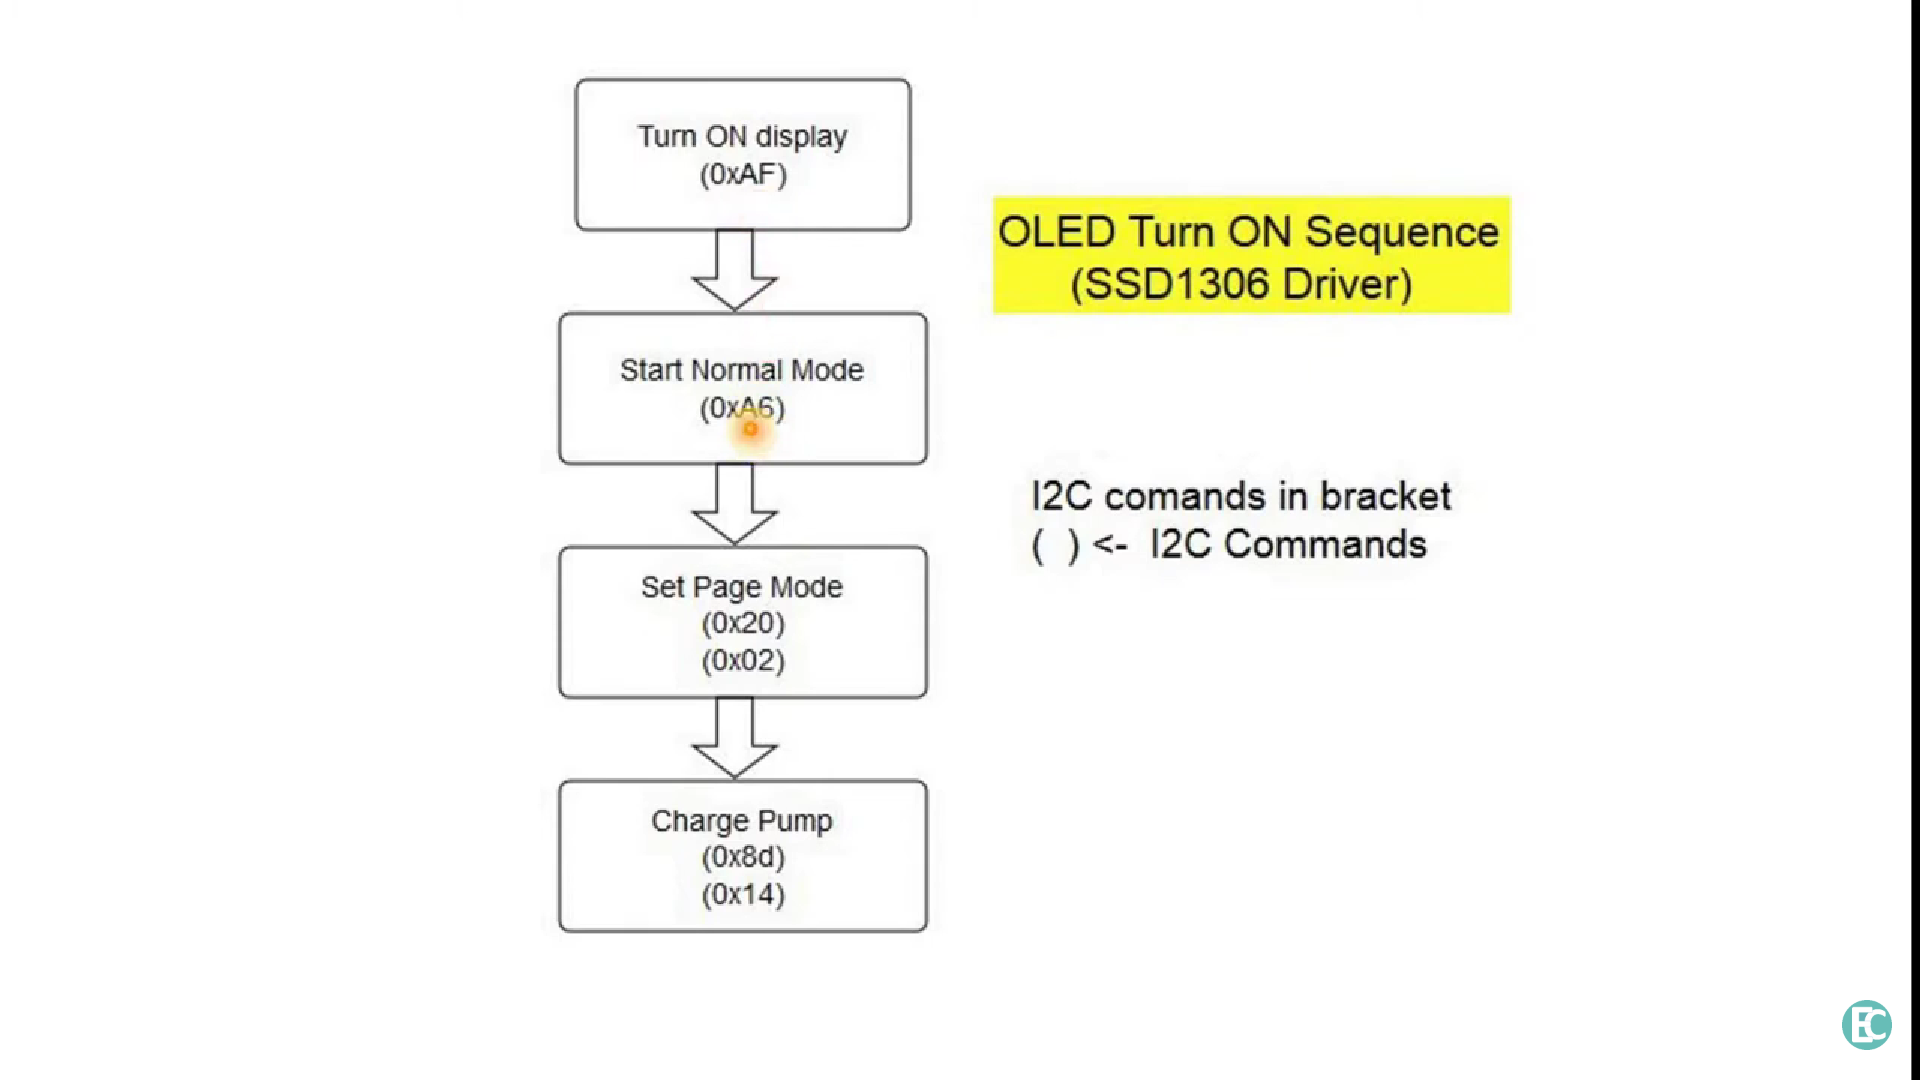 Turn ON display
(0xAF)
OLED Turn ON Sequence
(SSD1306 Driver)
Start Normal Mode
(0xA6)
I2C comands in bracket
( ) <- I2C Commands
Set Page Mode
(0x20)
(0x02)
Charge Pump
(0x8d)
(0x14)
EC